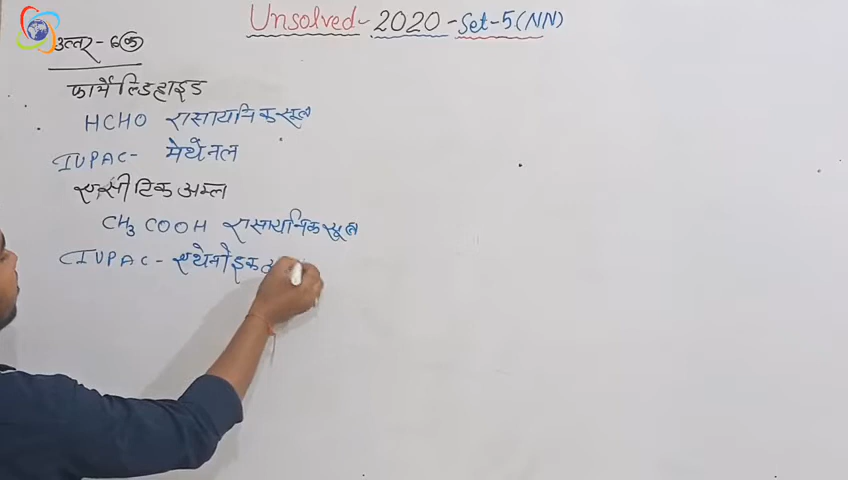 Unsolved - 2020 - Set-5(NN)
उत्तर - 6 क
फार्मेल्डिहाइड
HCHO रासायनिक सूत्र
IUPAC- मेथेनल
एसीटिक अम्ल
CH3 COOH रासायनिक सूत्र
IUPAC- एथेनोइक